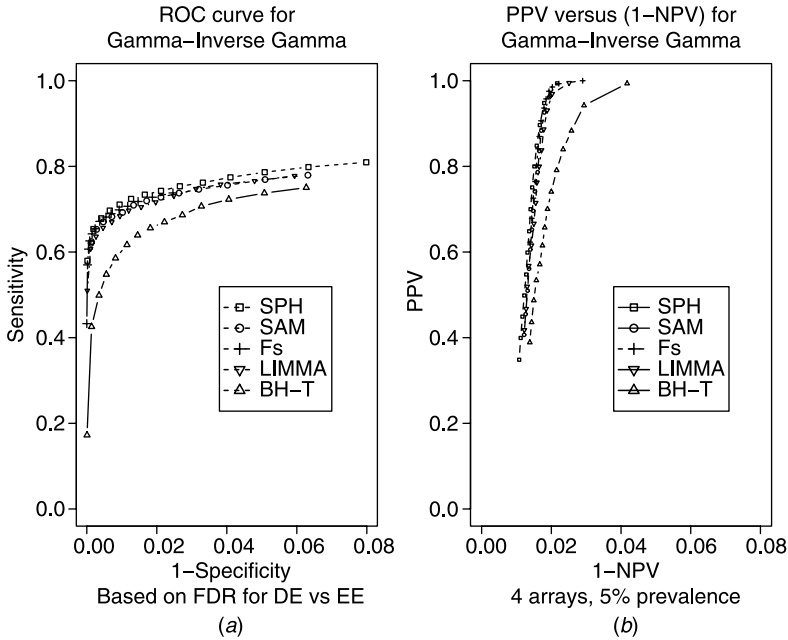 ROC curve for
Gamma–Inverse Gamma
Sensitivity
1.0
0.8
0.6
0.4
0.2
0.0
SPH
SAM
Fs
LIMMA
BH–T
0.00 0.02 0.04 0.06 0.08
1–Specificity
Based on FDR for DE vs EE
(a)
PPV versus (1–NPV) for
Gamma–Inverse Gamma
PPV
1.0
0.8
0.6
0.4
0.2
0.0
SPH
SAM
Fs
LIMMA
BH–T
0.00 0.02 0.04 0.06 0.08
1–NPV
4 arrays, 5% prevalence
(b)